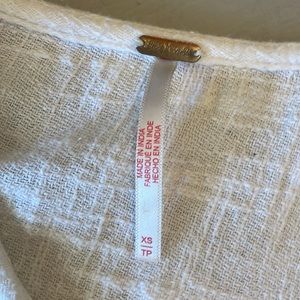 MADE IN INDIA
FABRIQUÉ EN INDE
HECHO EN INDIA
XS
TP